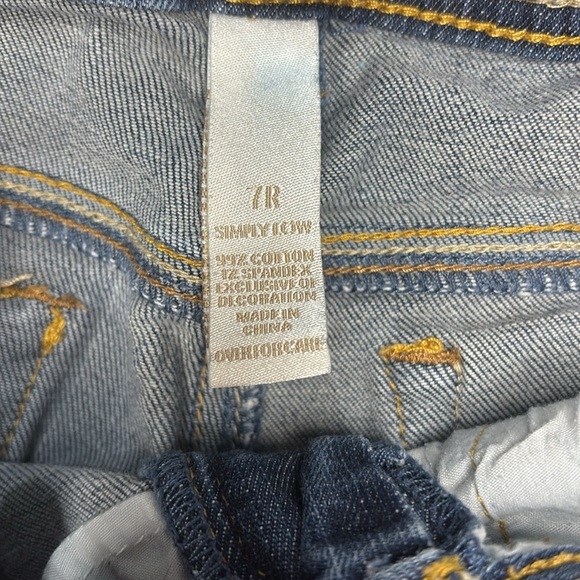 7R
SIMPLY LOW
99% COTTON
1% SPANDEX
EXCLUSIVE OF
DECORATION
MADE IN
CHINA
OVER FOR CARE